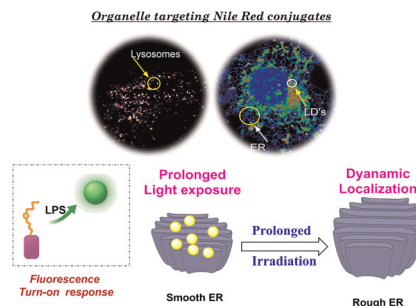 Organelle targeting Nile Red conjugates
Lysosomes
LD's
ER
Prolonged
Light exposure
Dyanamic
Localization
LPS
Prolonged
Irradiation
Fluorescence
Turn-on response
Smooth ER
Rough ER